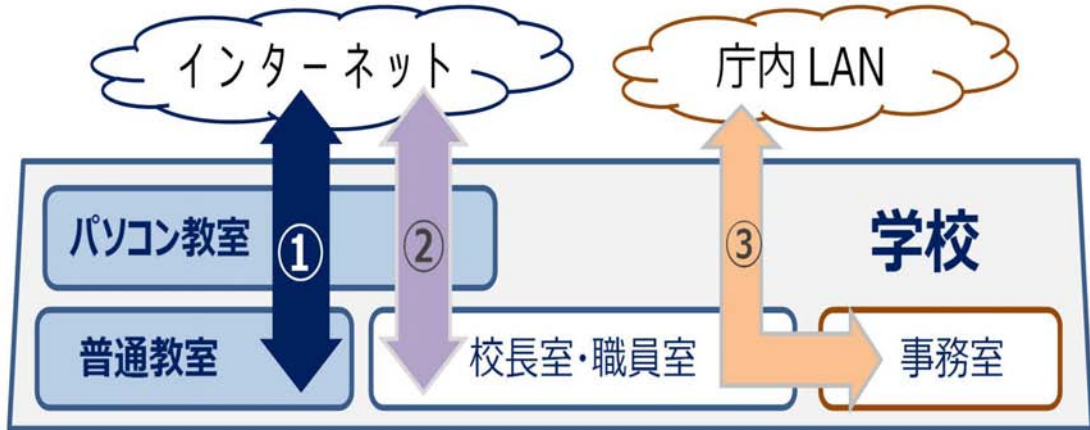 インターネット
庁内 LAN
パソコン教室
①
②
③
学校
普通教室
校長室・職員室
事務室